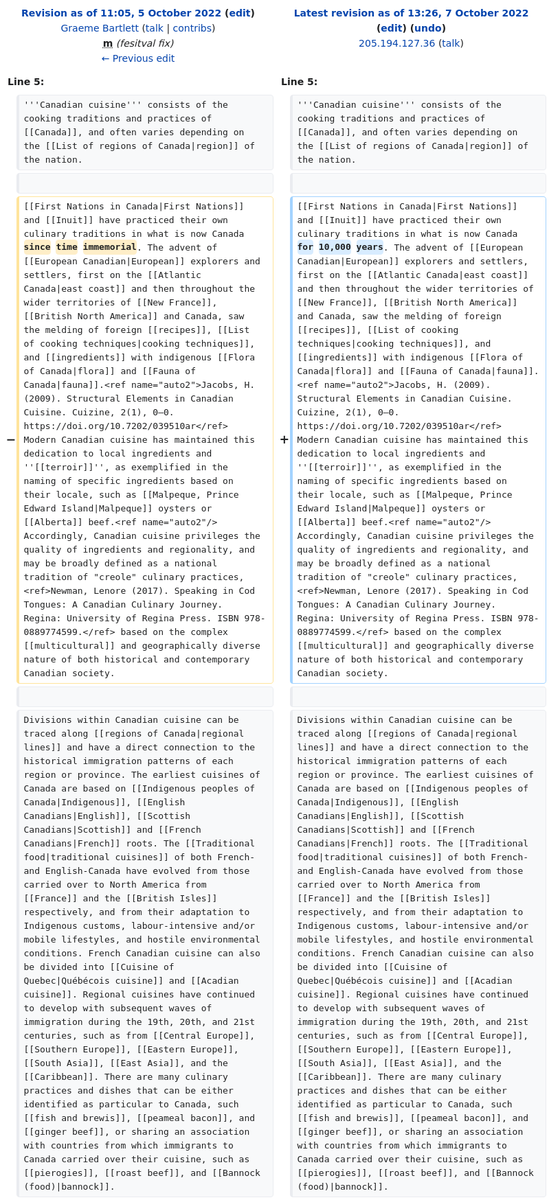 Revision as of 11:05, 5 October 2022 (edit)
Graeme Bartlett (talk | contribs)
m (fesitval fix)
← Previous edit
Line 5:
'''Canadian cuisine''' consists of the
cooking traditions and practices of
[[Canada]], and often varies depending on
the [[List of regions of Canada|region]] of
the nation.
[[First Nations in Canada|First Nations]]
and [[Inuit]] have practiced their own
culinary traditions in what is now Canada
since time immemorial. The advent of
[[European Canadian|European]] explorers and
settlers, first on the [[Atlantic
Canada|east coast]] and then throughout the
wider territories of [[New France]],
[[British North America]] and Canada, saw
the melding of foreign [[recipes]], [[List
of cooking techniques|cooking techniques]],
and [[ingredients]] with indigenous [[Flora
of Canada|flora]] and [[Fauna of
Canada|fauna]].<ref name="auto2">Jacobs, H.
(2009). Structural Elements in Canadian
Cuisine. Cuizine, 2(1), 0–0.
https://doi.org/10.7202/039510ar</ref>
− Modern Canadian cuisine has maintained this
dedication to local ingredients and
''[[terroir]]'', as exemplified in the
naming of specific ingredients based on
their locale, such as [[Malpeque, Prince
Edward Island|Malpeque]] oysters or
[[Alberta]] beef.<ref name="auto2"/>
Accordingly, Canadian cuisine privileges the
quality of ingredients and regionality, and
may be broadly defined as a national
tradition of "creole" culinary practices,
<ref>Newman, Lenore (2017). Speaking in Cod
Tongues: A Canadian Culinary Journey.
Regina: University of Regina Press. ISBN 978-
0889774599.</ref> based on the complex
[[multicultural]] and geographically diverse
nature of both historical and contemporary
Canadian society.
Divisions within Canadian cuisine can be
traced along [[regions of Canada|regional
lines]] and have a direct connection to the
historical immigration patterns of each
region or province. The earliest cuisines of
Canada are based on [[Indigenous peoples of
Canada|Indigenous]], [[English
Canadians|English]], [[Scottish
Canadians|Scottish]] and [[French
Canadians|French]] roots. The [[Traditional
food|traditional cuisines]] of both French-
and English-Canada have evolved from those
carried over to North America from
[[France]] and the [[British Isles]]
respectively, and from their adaptation to
Indigenous customs, labour-intensive and/or
mobile lifestyles, and hostile environmental
conditions. French Canadian cuisine can also
be divided into [[Cuisine of
Quebec|Québécois cuisine]] and [[Acadian
cuisine]]. Regional cuisines have continued
to develop with subsequent waves of
immigration during the 19th, 20th, and 21st
centuries, such as from [[Central Europe]],
[[Southern Europe]], [[Eastern Europe]],
[[South Asia]], [[East Asia]], and the
[[Caribbean]]. There are many culinary
practices and dishes that can be either
identified as particular to Canada, such
[[fish and brewis]], [[peameal bacon]], and
[[ginger beef]], or sharing an association
with countries from which immigrants to
Canada carried over their cuisine, such as
[[pierogies]], [[roast beef]], and [[Bannock
(food)|bannock]].
Latest revision as of 13:26, 7 October 2022
(edit) (undo)
205.194.127.36 (talk)
Line 5:
'''Canadian cuisine''' consists of the
cooking traditions and practices of
[[Canada]], and often varies depending on
the [[List of regions of Canada|region]] of
the nation.
[[First Nations in Canada|First Nations]]
and [[Inuit]] have practiced their own
culinary traditions in what is now Canada
for 10,000 years. The advent of [[European
Canadian|European]] explorers and settlers,
first on the [[Atlantic Canada|east coast]]
and then throughout the wider territories of
[[New France]], [[British North America]]
and Canada, saw the melding of foreign
[[recipes]], [[List of cooking
techniques|cooking techniques]], and
[[ingredients]] with indigenous [[Flora of
Canada|flora]] and [[Fauna of Canada|fauna]].
<ref name="auto2">Jacobs, H. (2009).
Structural Elements in Canadian Cuisine.
Cuizine, 2(1), 0–0.
https://doi.org/10.7202/039510ar</ref>
+ Modern Canadian cuisine has maintained this
dedication to local ingredients and
''[[terroir]]'', as exemplified in the
naming of specific ingredients based on
their locale, such as [[Malpeque, Prince
Edward Island|Malpeque]] oysters or
[[Alberta]] beef.<ref name="auto2"/>
Accordingly, Canadian cuisine privileges the
quality of ingredients and regionality, and
may be broadly defined as a national
tradition of "creole" culinary practices,
<ref>Newman, Lenore (2017). Speaking in Cod
Tongues: A Canadian Culinary Journey.
Regina: University of Regina Press. ISBN 978-
0889774599.</ref> based on the complex
[[multicultural]] and geographically diverse
nature of both historical and contemporary
Canadian society.
Divisions within Canadian cuisine can be
traced along [[regions of Canada|regional
lines]] and have a direct connection to the
historical immigration patterns of each
region or province. The earliest cuisines of
Canada are based on [[Indigenous peoples of
Canada|Indigenous]], [[English
Canadians|English]], [[Scottish
Canadians|Scottish]] and [[French
Canadians|French]] roots. The [[Traditional
food|traditional cuisines]] of both French-
and English-Canada have evolved from those
carried over to North America from
[[France]] and the [[British Isles]]
respectively, and from their adaptation to
Indigenous customs, labour-intensive and/or
mobile lifestyles, and hostile environmental
conditions. French Canadian cuisine can also
be divided into [[Cuisine of
Quebec|Québécois cuisine]] and [[Acadian
cuisine]]. Regional cuisines have continued
to develop with subsequent waves of
immigration during the 19th, 20th, and 21st
centuries, such as from [[Central Europe]],
[[Southern Europe]], [[Eastern Europe]],
[[South Asia]], [[East Asia]], and the
[[Caribbean]]. There are many culinary
practices and dishes that can be either
identified as particular to Canada, such
[[fish and brewis]], [[peameal bacon]], and
[[ginger beef]], or sharing an association
with countries from which immigrants to
Canada carried over their cuisine, such as
[[pierogies]], [[roast beef]], and [[Bannock
(food)|bannock]].